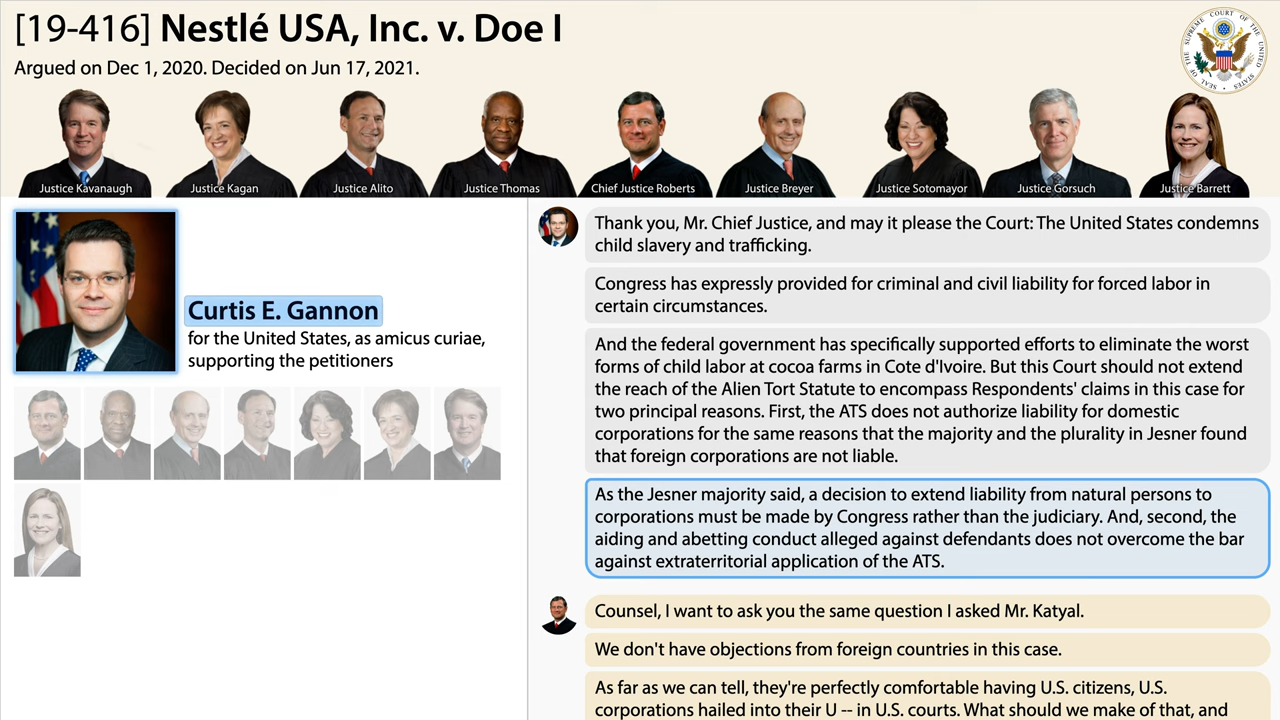 [19-416] Nestlé USA, Inc. v. Doe I
Argued on Dec 1, 2020. Decided on Jun 17, 2021.
SEAL OF THE SUPREME COURT OF THE UNITED STATES
Justice Kavanaugh
Justice Kagan
Justice Alito
Justice Thomas
Chief Justice Roberts
Justice Breyer
Justice Sotomayor
Justice Gorsuch
Justice Barrett
Curtis E. Gannon
for the United States, as amicus curiae,
supporting the petitioners
Thank you, Mr. Chief Justice, and may it please the Court: The United States condemns
child slavery and trafficking.
Congress has expressly provided for criminal and civil liability for forced labor in
certain circumstances.
And the federal government has specifically supported efforts to eliminate the worst
forms of child labor at cocoa farms in Cote d'Ivoire. But this Court should not extend
the reach of the Alien Tort Statute to encompass Respondents' claims in this case for
two principal reasons. First, the ATS does not authorize liability for domestic
corporations for the same reasons that the majority and the plurality in Jesner found
that foreign corporations are not liable.
As the Jesner majority said, a decision to extend liability from natural persons to
corporations must be made by Congress rather than the judiciary. And, second, the
aiding and abetting conduct alleged against defendants does not overcome the bar
against extraterritorial application of the ATS.
Counsel, I want to ask you the same question I asked Mr. Katyal.
We don't have objections from foreign countries in this case.
As far as we can tell, they're perfectly comfortable having U.S. citizens, U.S.
corporations hailed into their U -- in U.S. courts. What should we make of that, and